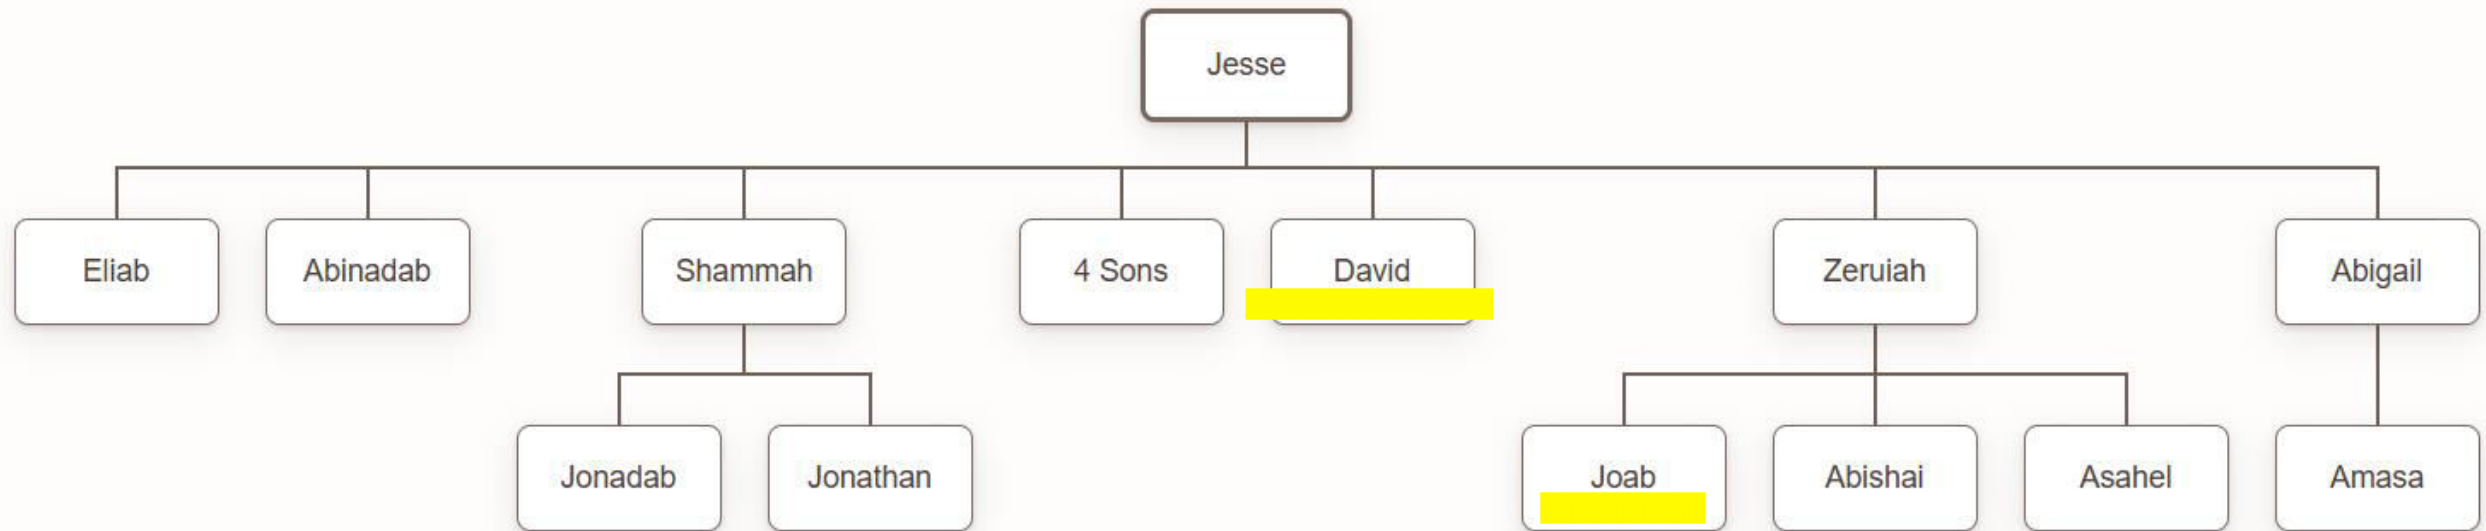 Jesse
Eliab
Abinadab
Shammah
4 Sons
David
Zeruiah
Abigail
Jonadab
Jonathan
Joab
Abishai
Asahel
Amasa